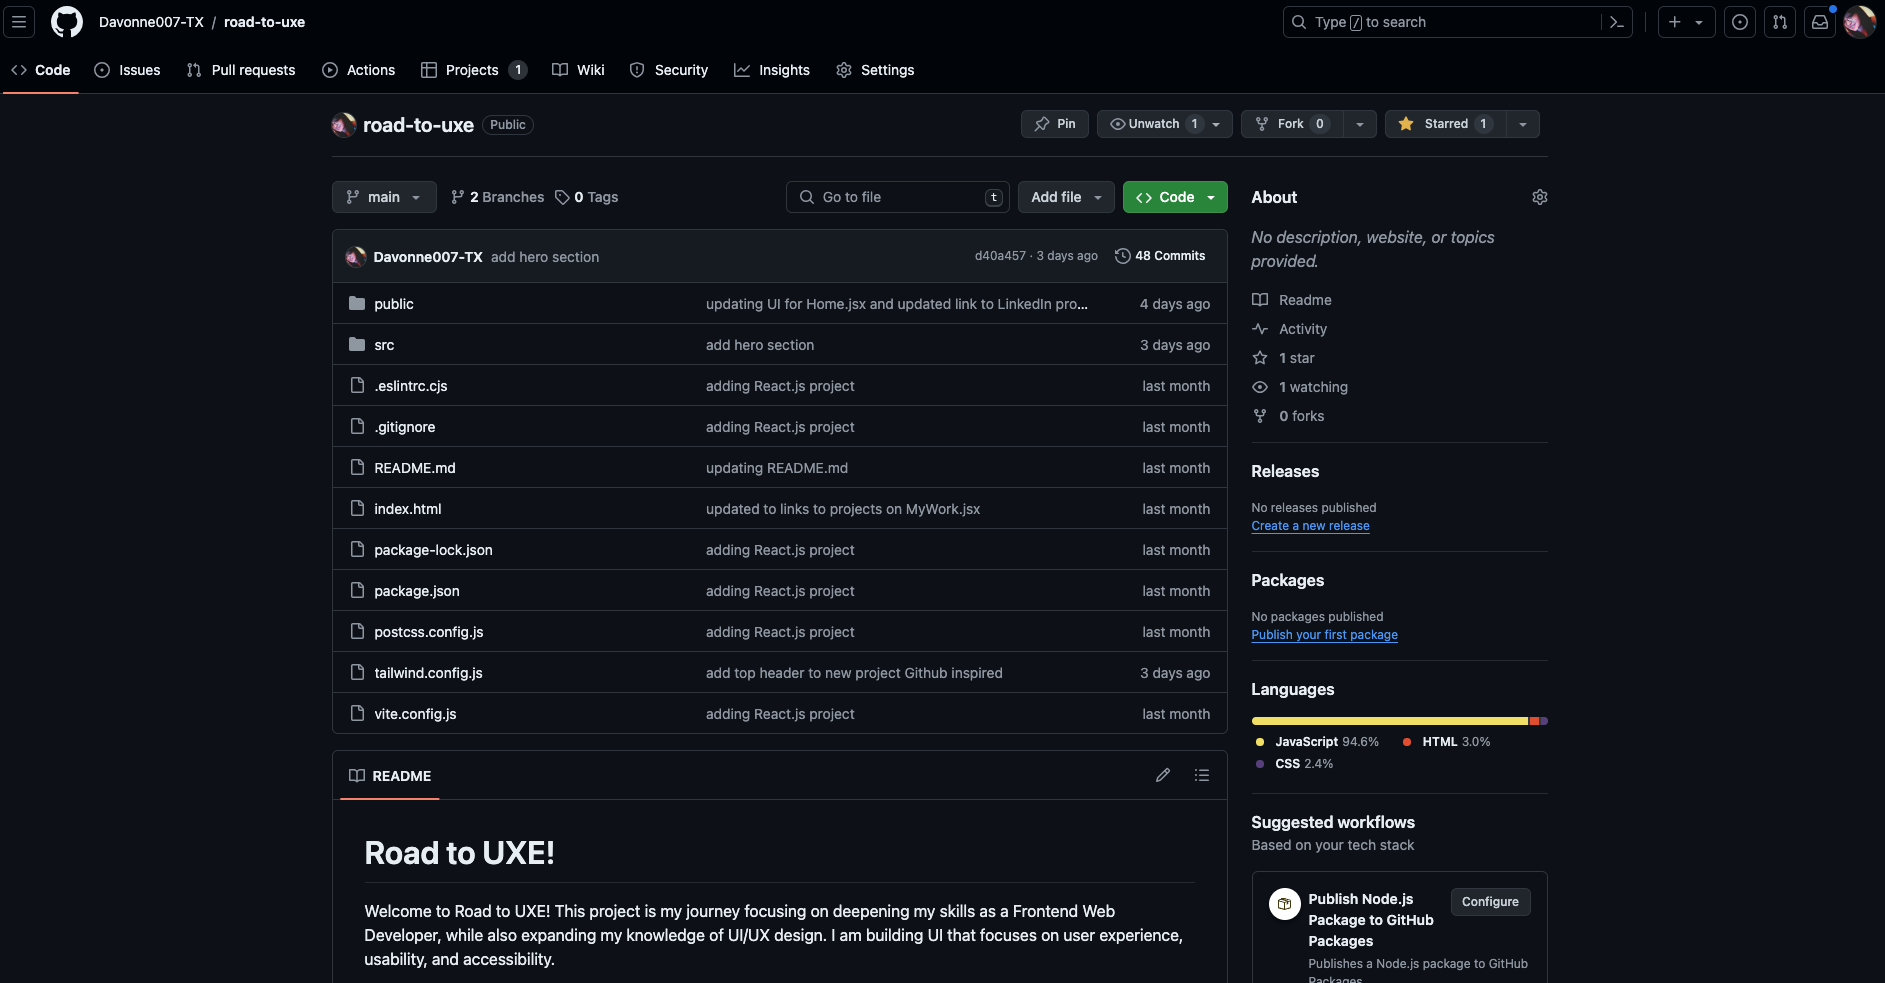 Davonne007-TX / road-to-uxe
Type / to search
Code Issues Pull requests Actions Projects 1 Wiki Security Insights Settings
road-to-uxe Public
Pin Unwatch 1 Fork 0 Starred 1
main 2 Branches 0 Tags
Go to file t Add file Code
Davonne007-TX add hero section d40a457 · 3 days ago 48 Commits
public updating UI for Home.jsx and updated link to LinkedIn pro... 4 days ago
src add hero section 3 days ago
.eslintrc.cjs adding React.js project last month
.gitignore adding React.js project last month
README.md updating README.md last month
index.html updated to links to projects on MyWork.jsx last month
package-lock.json adding React.js project last month
package.json adding React.js project last month
postcss.config.js adding React.js project last month
tailwind.config.js add top header to new project Github inspired 3 days ago
vite.config.js adding React.js project last month
README
Road to UXE!
Welcome to Road to UXE! This project is my journey focusing on deepening my skills as a Frontend Web
Developer, while also expanding my knowledge of UI/UX design. I am building UI that focuses on user experience,
usability, and accessibility.
About
No description, website, or topics
provided.
Readme
Activity
1 star
1 watching
0 forks
Releases
No releases published
Create a new release
Packages
No packages published
Publish your first package
Languages
JavaScript 94.6% HTML 3.0%
CSS 2.4%
Suggested workflows
Based on your tech stack
Publish Node.js
Package to GitHub
Packages
Configure
Publishes a Node.js package to GitHub
Packages